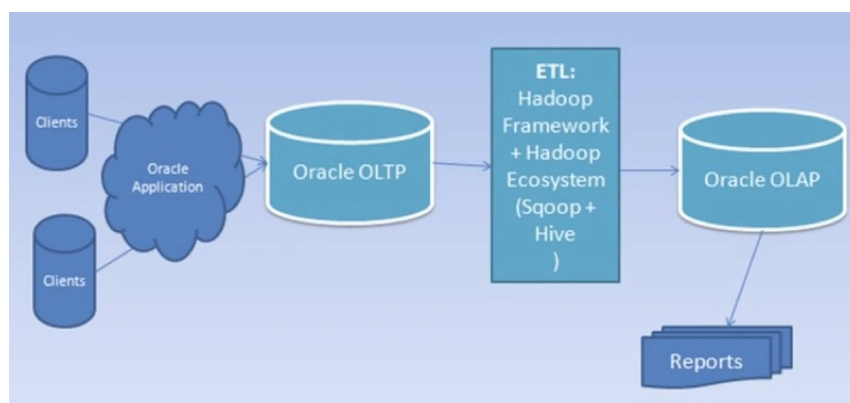 Clients
Oracle
Application
Clients
Oracle OLTP
ETL:
Hadoop
Framework
+ Hadoop
Ecosystem
(Sqoop +
Hive
)
Oracle OLAP
Reports